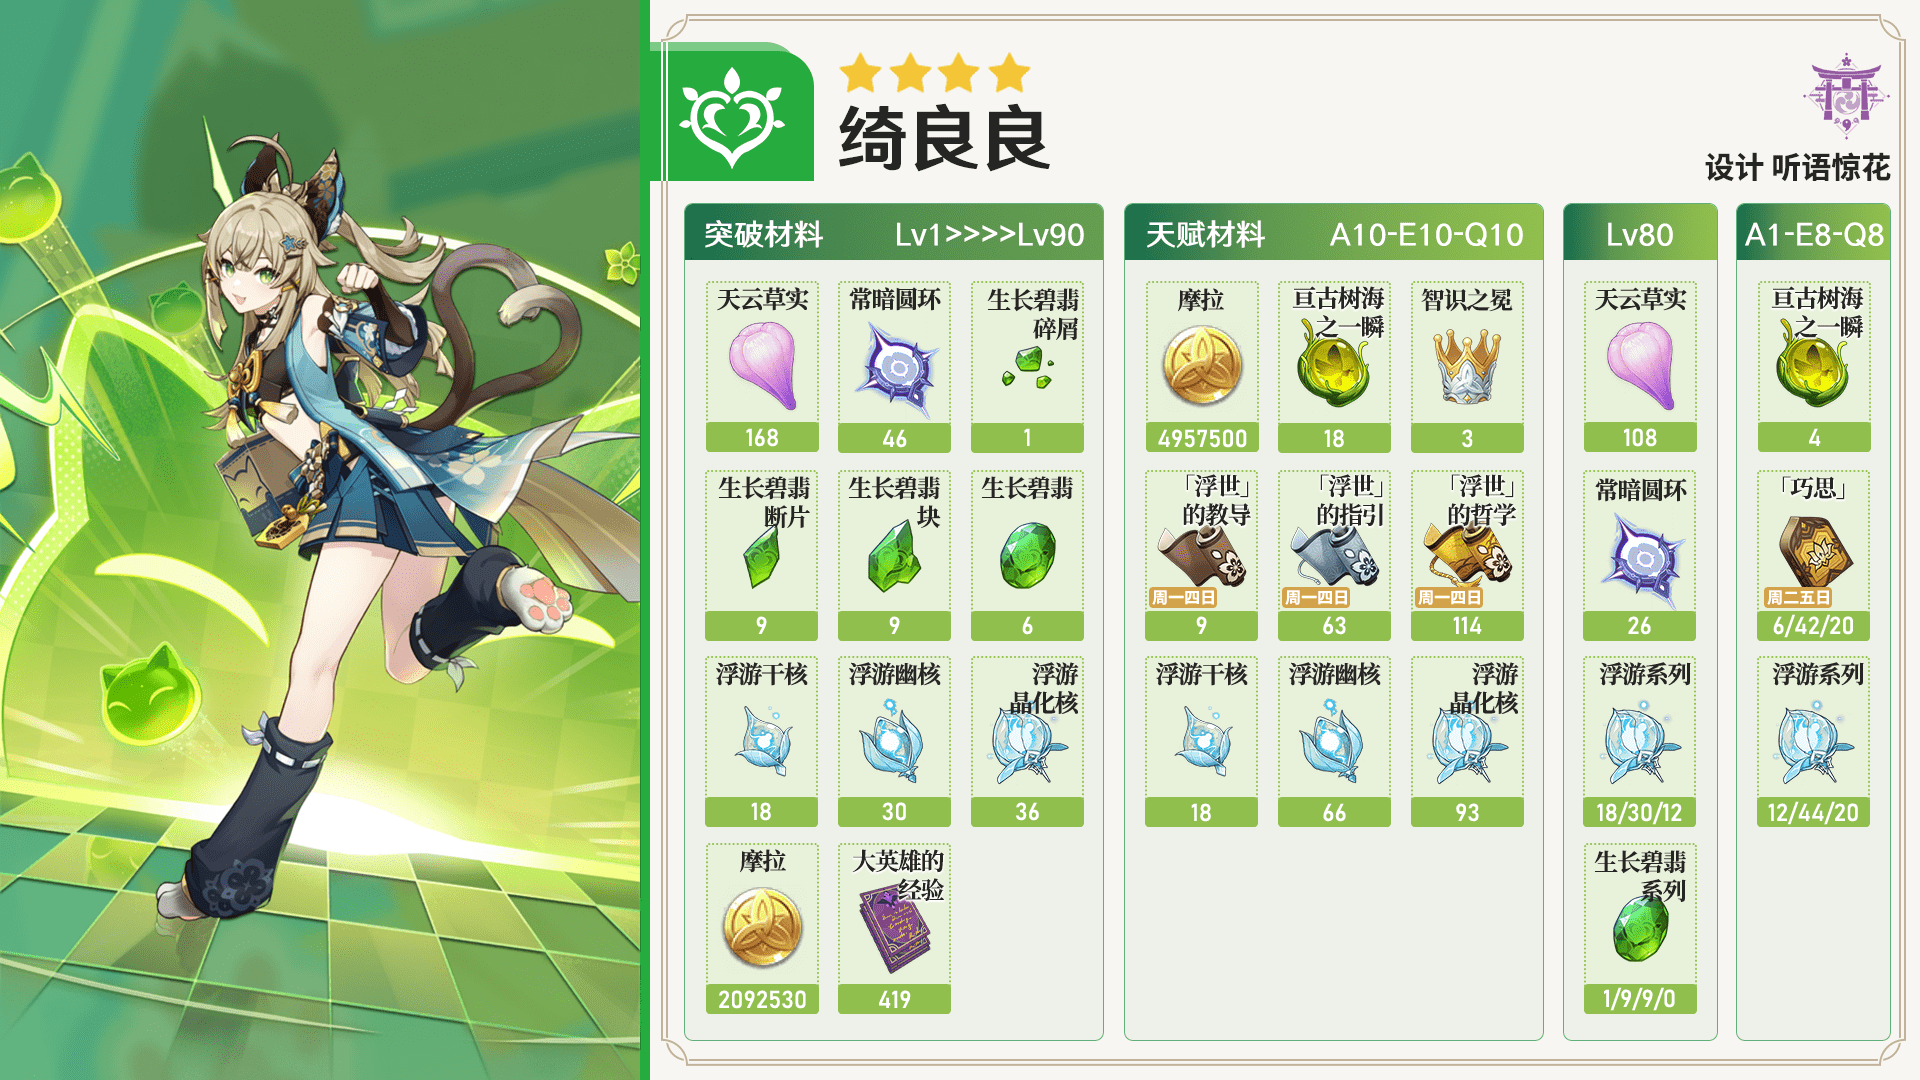 绮良良
设计 听语惊花
突破材料 Lv1>>>>Lv90
天云草实
168
常暗圆环
46
生长碧翡
碎屑
1
生长碧翡
断片
9
生长碧翡
块
9
生长碧翡
6
浮游干核
18
浮游幽核
30
浮游
晶化核
36
摩拉
2092530
大英雄的
经验
419
天赋材料 A10-E10-Q10
摩拉
4957500
亘古树海
之一瞬
18
智识之冕
3
「浮世」
的教导
周一四日
9
「浮世」
的指引
周一四日
63
「浮世」
的哲学
周一四日
114
浮游干核
18
浮游幽核
66
浮游
晶化核
93
Lv80
天云草实
108
常暗圆环
26
浮游系列
18/30/12
生长碧翡
系列
1/9/9/0
A1-E8-Q8
亘古树海
之一瞬
4
「巧思」
周二五日
6/42/20
浮游系列
12/44/20